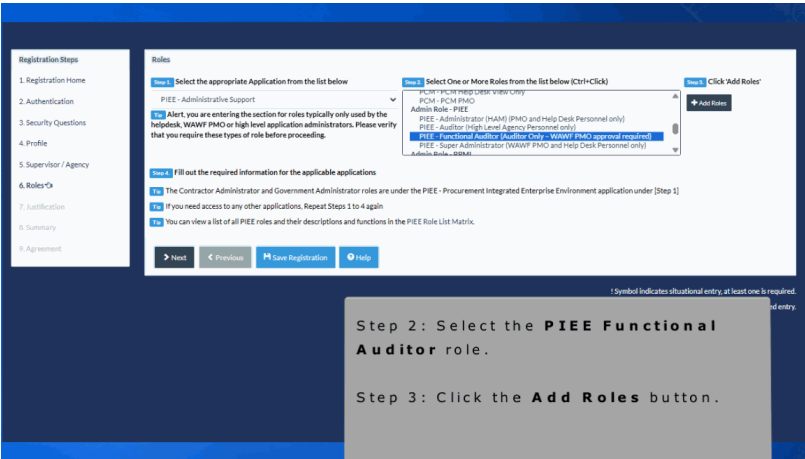 Registration Steps
1. Registration Home
2. Authentication
3. Security Questions
4. Profile
5. Supervisor / Agency
6. Roles
7. Justification
8. Summary
9. Agreement
Roles
Step 1. Select the appropriate Application from the list below
PIEE - Administrative Support
Tip Alert, you are entering the section for roles typically only used by the
helpdesk, WAWF PMO or high level application administrators. Please verify
that you require these types of role before proceeding.
Step 2. Select One or More Roles from the list below (Ctrl+Click)
PCM - PCM Help Desk View Only
PCM - PCM PMO
Admin Role - PIEE
PIEE - Administrator (HAM) (PMO and Help Desk Personnel only)
PIEE - Auditor (High Level Agency Personnel only)
PIEE - Functional Auditor (Auditor Only – WAWF PMO approval required)
PIEE - Super Administrator (WAWF PMO and Help Desk Personnel only)
Admin Role - PPMI
Step 3. Click 'Add Roles'
Add Roles
Step 4. Fill out the required information for the applicable applications
Tip The Contractor Administrator and Government Administrator roles are under the PIEE - Procurement Integrated Enterprise Environment application under [Step 1]
Tip If you need access to any other applications, Repeat Steps 1 to 4 again
Tip You can view a list of all PIEE roles and their descriptions and functions in the PIEE Role List Matrix.
Next
Previous
Save Registration
Help
! Symbol indicates situational entry, at least one is required.
ed entry.
Step 2: Select the PIEE Functional
Auditor role.
Step 3: Click the Add Roles button.